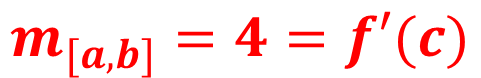 m[a,b] = 4 = f′(c)